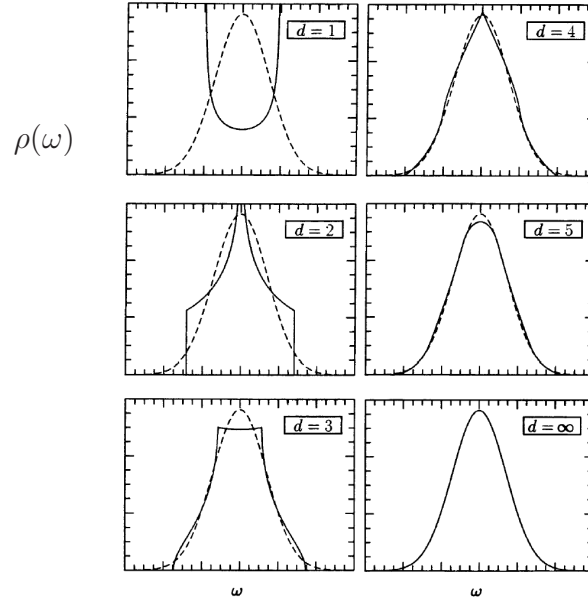 d = 1
d = 4
ρ(ω)
d = 2
d = 5
d = 3
d = ∞
ω
ω